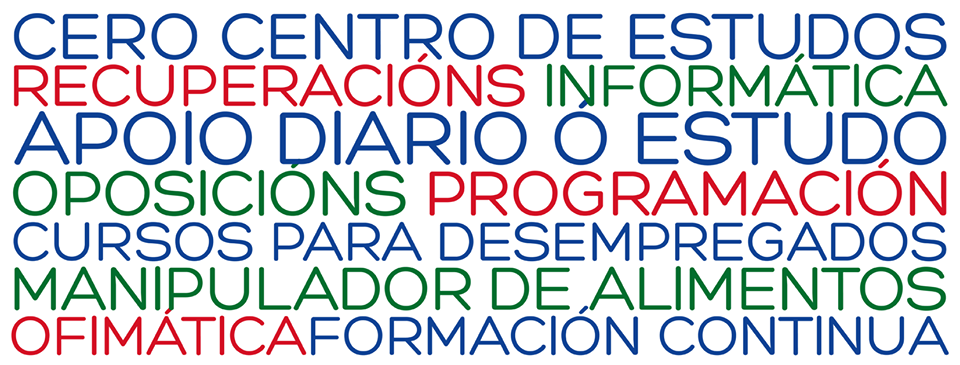 CERO CENTRO DE ESTUDOS
RECUPERACIÓNS INFORMÁTICA
APOIO DIARIO Ó ESTUDO
OPOSICIÓNS PROGRAMACIÓN
CURSOS PARA DESEMPREGADOS
MANIPULADOR DE ALIMENTOS
OFIMÁTICAFORMACIÓN CONTINUA